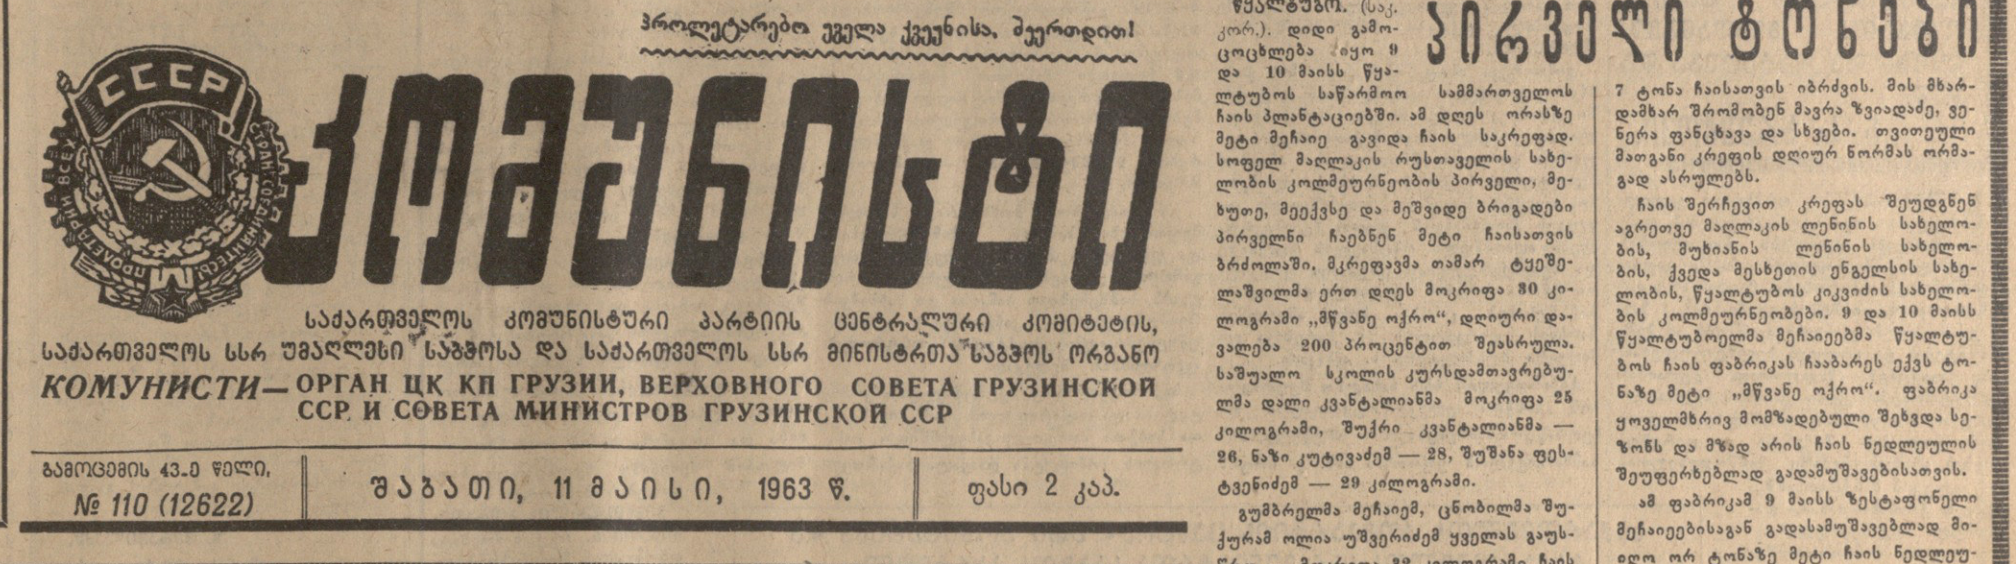 პროლეტარებო ყველა ქვეყნისა, შეერთდით!
СССР
ПРОЛЕТАРИИ ВСЕХ СТРАН, СОЕДИНЯЙТЕСЬ!
კომუნისტი
საქართველოს კომუნისტური პარტიის ცენტრალური კომიტეტის,
საქართველოს სსრ უმაღლესი საბჭოსა და საქართველოს სსრ მინისტრთა საბჭოს ორგანო
КОМУНИСТИ— ОРГАН ЦК КП ГРУЗИИ, ВЕРХОВНОГО СОВЕТА ГРУЗИНСКОЙ
ССР И СОВЕТА МИНИСТРОВ ГРУЗИНСКОЙ ССР
გამოცემის 43-ე წელი,
№ 110 (12622)
შაბათი, 11 მაისი, 1963 წ.
ფასი 2 კაპ.
პირველი ტონები
წყალტუბო. (საკ.
კორ.). დიდი გამო-
ცოცხლება იყო 9
და 10 მაისს წყა-
ლტუბოს საწარმოო სამმართველოს
ჩაის პლანტაციებში. ამ დღეს ორასზე
მეტი მეჩაიე გავიდა ჩაის საკრეფად.
სოფელ მაღლაკის რუსთაველის სახე-
ლობის კოლმეურნეობის პირველი, მე-
ხუთე, მეექვსე და მეშვიდე ბრიგადები
პირველნი ჩაებნენ მეტი ჩაისათვის
ბრძოლაში. მკრეფავმა თამარ ტყეშე-
ლაშვილმა ერთ დღეს მოკრიფა 30 კი-
ლოგრამი „მწვანე ოქრო“, დღიური და-
ვალება 200 პროცენტით შეასრულა.
საშუალო სკოლის კურსდამთავრებუ-
ლმა დალი კვანტალიანმა მოკრიფა 25
კილოგრამი, შუქრი კვანტალიანმა —
26, ნაზი კუტივაძემ — 28, შუშანა ფეს-
ტვენიძემ — 29 კილოგრამი.
გუმბრელმა მეჩაიემ, ცნობილმა შუ-
ქურამ ოლია უშვერიძემ ყველას გაუს-
7 ტონა ჩაისათვის იბრძვის. მის მხარ-
დამხარ შრომობენ მავრა ზვიადაძე, ვე-
ნერა ფანცხავა და სხვები. თვითეული
მათგანი კრეფის დღიურ ნორმას ორმა-
გად ასრულებს.
ჩაის შერჩევით კრეფას შეუდგნენ
აგრეთვე მაღლაკის ლენინის სახელო-
ბის, მუხიანის ლენინის სახელო-
ბის, ქვედა მესხეთის ენგელსის სახე-
ლობის, წყალტუბოს კიკვიძის სახელო-
ბის კოლმეურნეობები. 9 და 10 მაისს
წყალტუბოელმა მეჩაიეებმა წყალტუ-
ბოს ჩაის ფაბრიკას ჩააბარეს ექვს ტო-
ნაზე მეტი „მწვანე ოქრო“. ფაბრიკა
ყოველმხრივ მომზადებული შეხვდა სე-
ზონს და მზად არის ჩაის ნედლეულის
შეუფერხებლად გადამუშავებისათვის.
ამ ფაბრიკამ 9 მაისს ზესტაფონელი
მეჩაიეებისაგან გადასამუშავებლად მი-
იღო ორ ტონაზე მეტი ჩაის ნედლეუ-